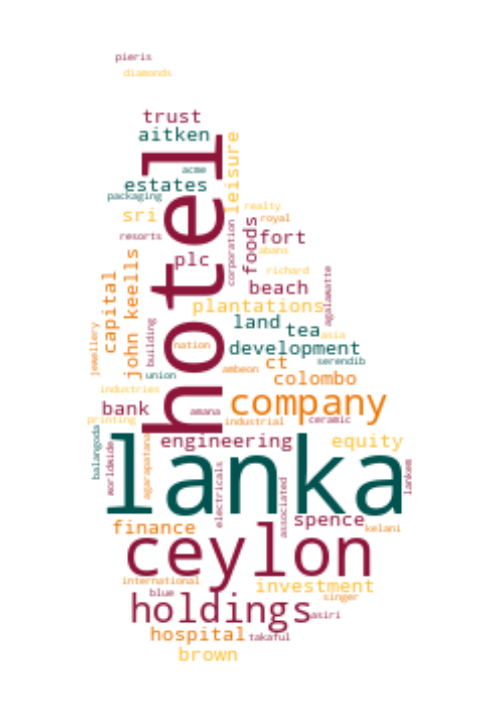 pieris
diamonds
trust
aitken
hotel
leisure
acme
estates
packaging
sri
realty
royal
resorts
corporation
foods
fort
plc
abans
richard
capital
john keells
beach
agalawatte
plantations
building
land
tea
jewellery
nation
asia
development
serendib
union
ambeon
ct
colombo
industries
bank
amana
company
printing
industrial
ceramic
balangoda
worldwide
agarapatana
engineering
equity
lanka
lankem
electricals
associated
spence
finance
kelani
ceylon
international
blue
investment
singer
holdings
asiri
hospital
takaful
brown